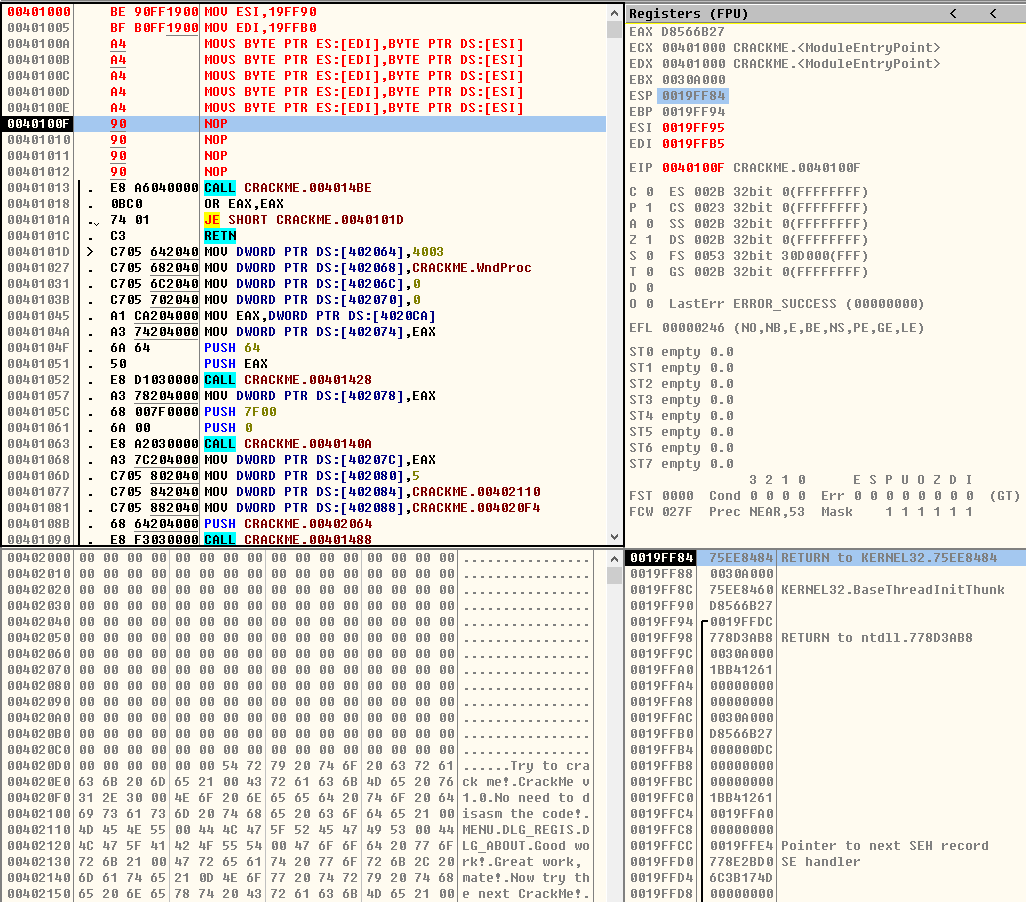 00401000 BE 90FF1900 MOV ESI,19FF90
00401005 BF B0FF1900 MOV EDI,19FFB0
0040100A A4 MOVS BYTE PTR ES:[EDI],BYTE PTR DS:[ESI]
0040100B A4 MOVS BYTE PTR ES:[EDI],BYTE PTR DS:[ESI]
0040100C A4 MOVS BYTE PTR ES:[EDI],BYTE PTR DS:[ESI]
0040100D A4 MOVS BYTE PTR ES:[EDI],BYTE PTR DS:[ESI]
0040100E A4 MOVS BYTE PTR ES:[EDI],BYTE PTR DS:[ESI]
0040100F 90 NOP
00401010 90 NOP
00401011 90 NOP
00401012 90 NOP
00401013 . E8 A6040000 CALL CRACKME.004014BE
00401018 . 0BC0 OR EAX,EAX
0040101A . 74 01 JE SHORT CRACKME.0040101D
0040101C . C3 RETN
0040101D > C705 642040 MOV DWORD PTR DS:[402064],4003
00401027 . C705 682040 MOV DWORD PTR DS:[402068],CRACKME.WndProc
00401031 . C705 6C2040 MOV DWORD PTR DS:[40206C],0
0040103B . C705 702040 MOV DWORD PTR DS:[402070],0
00401045 . A1 CA204000 MOV EAX,DWORD PTR DS:[4020CA]
0040104A . A3 74204000 MOV DWORD PTR DS:[402074],EAX
0040104F . 6A 64 PUSH 64
00401051 . 50 PUSH EAX
00401052 . E8 D1030000 CALL CRACKME.00401428
00401057 . A3 78204000 MOV DWORD PTR DS:[402078],EAX
0040105C . 68 007F0000 PUSH 7F00
00401061 . 6A 00 PUSH 0
00401063 . E8 A2030000 CALL CRACKME.0040140A
00401068 . A3 7C204000 MOV DWORD PTR DS:[40207C],EAX
0040106D . C705 802040 MOV DWORD PTR DS:[402080],5
00401077 . C705 842040 MOV DWORD PTR DS:[402084],CRACKME.00402110
00401081 . C705 882040 MOV DWORD PTR DS:[402088],CRACKME.004020F4
0040108B . 68 64204000 PUSH CRACKME.00402064
00401090 . E8 F3030000 CALL CRACKME.00401488
Registers (FPU) < <
EAX D8566B27
ECX 00401000 CRACKME.<ModuleEntryPoint>
EDX 00401000 CRACKME.<ModuleEntryPoint>
EBX 0030A000
ESP 0019FF84
EBP 0019FF94
ESI 0019FF95
EDI 0019FFB5
EIP 0040100F CRACKME.0040100F
C 0 ES 002B 32bit 0(FFFFFFFF)
P 1 CS 0023 32bit 0(FFFFFFFF)
A 0 SS 002B 32bit 0(FFFFFFFF)
Z 1 DS 002B 32bit 0(FFFFFFFF)
S 0 FS 0053 32bit 30D000(FFF)
T 0 GS 002B 32bit 0(FFFFFFFF)
D 0
O 0 LastErr ERROR_SUCCESS (00000000)
EFL 00000246 (NO,NB,E,BE,NS,PE,GE,LE)
ST0 empty 0.0
ST1 empty 0.0
ST2 empty 0.0
ST3 empty 0.0
ST4 empty 0.0
ST5 empty 0.0
ST6 empty 0.0
ST7 empty 0.0
3 2 1 0 E S P U O Z D I
FST 0000 Cond 0 0 0 0 Err 0 0 0 0 0 0 0 0 (GT)
FCW 027F Prec NEAR,53 Mask 1 1 1 1 1 1
00402000 00 00 00 00 00 00 00 00 00 00 00 00 00 00 00 00 ................
00402010 00 00 00 00 00 00 00 00 00 00 00 00 00 00 00 00 ................
00402020 00 00 00 00 00 00 00 00 00 00 00 00 00 00 00 00 ................
00402030 00 00 00 00 00 00 00 00 00 00 00 00 00 00 00 00 ................
00402040 00 00 00 00 00 00 00 00 00 00 00 00 00 00 00 00 ................
00402050 00 00 00 00 00 00 00 00 00 00 00 00 00 00 00 00 ................
00402060 00 00 00 00 00 00 00 00 00 00 00 00 00 00 00 00 ................
00402070 00 00 00 00 00 00 00 00 00 00 00 00 00 00 00 00 ................
00402080 00 00 00 00 00 00 00 00 00 00 00 00 00 00 00 00 ................
00402090 00 00 00 00 00 00 00 00 00 00 00 00 00 00 00 00 ................
004020A0 00 00 00 00 00 00 00 00 00 00 00 00 00 00 00 00 ................
004020B0 00 00 00 00 00 00 00 00 00 00 00 00 00 00 00 00 ................
004020C0 00 00 00 00 00 00 00 00 00 00 00 00 00 00 00 00 ................
004020D0 00 00 00 00 00 00 54 72 79 20 74 6F 20 63 72 61 ......Try to cra
004020E0 63 6B 20 6D 65 21 00 43 72 61 63 6B 4D 65 20 76 ck me!.CrackMe v
004020F0 31 2E 30 00 4E 6F 20 6E 65 65 64 20 74 6F 20 64 1.0.No need to d
00402100 69 73 61 73 6D 20 74 68 65 20 63 6F 64 65 21 00 isasm the code!.
00402110 4D 45 4E 55 00 44 4C 47 5F 52 45 47 49 53 00 44 MENU.DLG_REGIS.D
00402120 4C 47 5F 41 42 4F 55 54 00 47 6F 6F 64 20 77 6F LG_ABOUT.Good wo
00402130 72 6B 21 00 47 72 65 61 74 20 77 6F 72 6B 2C 20 rk!.Great work, 
00402140 6D 61 74 65 21 0D 4E 6F 77 20 74 72 79 20 74 68 mate!.Now try th
00402150 65 20 6E 65 78 74 20 43 72 61 63 6B 4D 65 21 00 e next CrackMe!.
0019FF84 75EE8484 RETURN to KERNEL32.75EE8484
0019FF88 0030A000
0019FF8C 75EE8460 KERNEL32.BaseThreadInitThunk
0019FF90 D8566B27
0019FF94 0019FFDC
0019FF98 778D3AB8 RETURN to ntdll.778D3AB8
0019FF9C 0030A000
0019FFA0 1BB41261
0019FFA4 00000000
0019FFA8 00000000
0019FFAC 0030A000
0019FFB0 D8566B27
0019FFB4 000000DC
0019FFB8 00000000
0019FFBC 00000000
0019FFC0 1BB41261
0019FFC4 0019FFA0
0019FFC8 00000000
0019FFCC 0019FFE4 Pointer to next SEH record
0019FFD0 778E2BD0 SE handler
0019FFD4 6C3B174D
0019FFD8 00000000